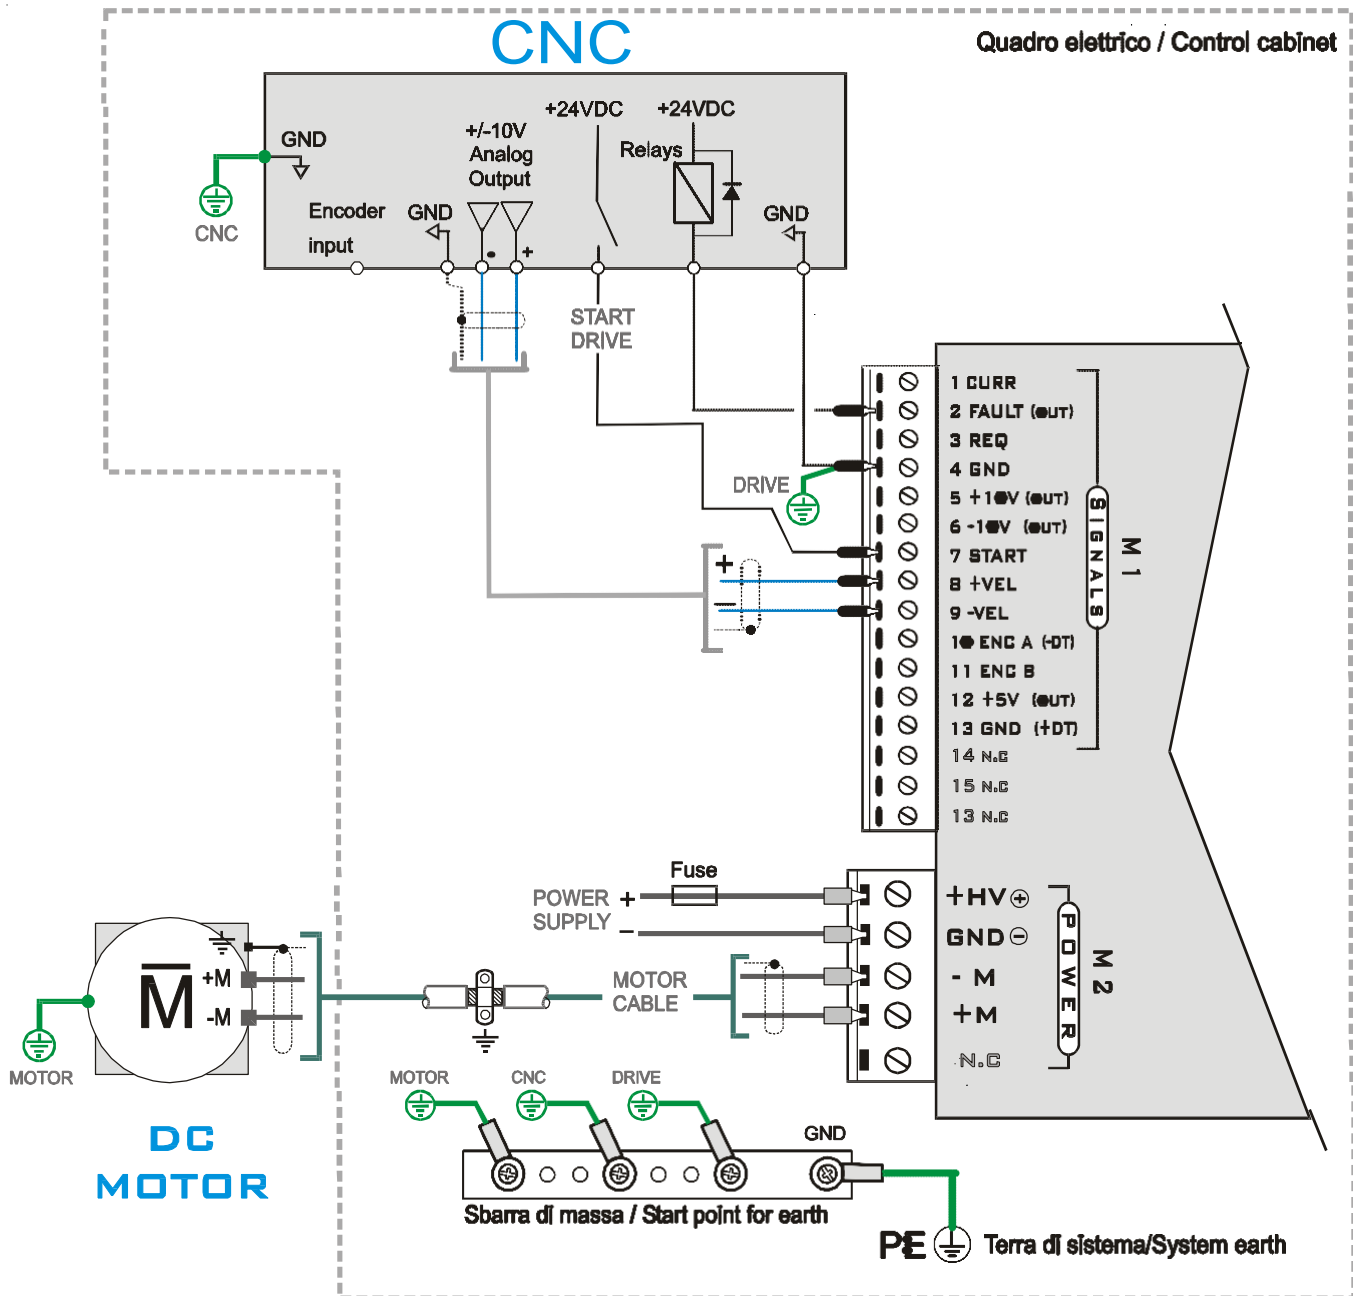 CNC
Quadro elettrico / Control cabinet
+24VDC
+24VDC
+/-10V
Analog
Output
Relays
GND
Encoder
input
GND
GND
CNC
- +
START
DRIVE
1 CURR
2 FAULT (OUT)
3 REQ
4 GND
5 +10V (OUT)
6 -10V (OUT)
7 START
8 +VEL
9 -VEL
10 ENC A (-DT)
11 ENC B
12 +5V (OUT)
13 GND (+DT)
14 N.C
15 N.C
13 N.C
SIGNALS
M 1
DRIVE
+
−
Fuse
POWER
SUPPLY
+
−
+HV +
GND −
- M
+M
N.C
POWER
M 2
MOTOR
CABLE
M
+M
-M
MOTOR
DC
MOTOR
MOTOR
CNC
DRIVE
GND
Sbarra di massa / Start point for earth
PE
Terra di sistema/System earth